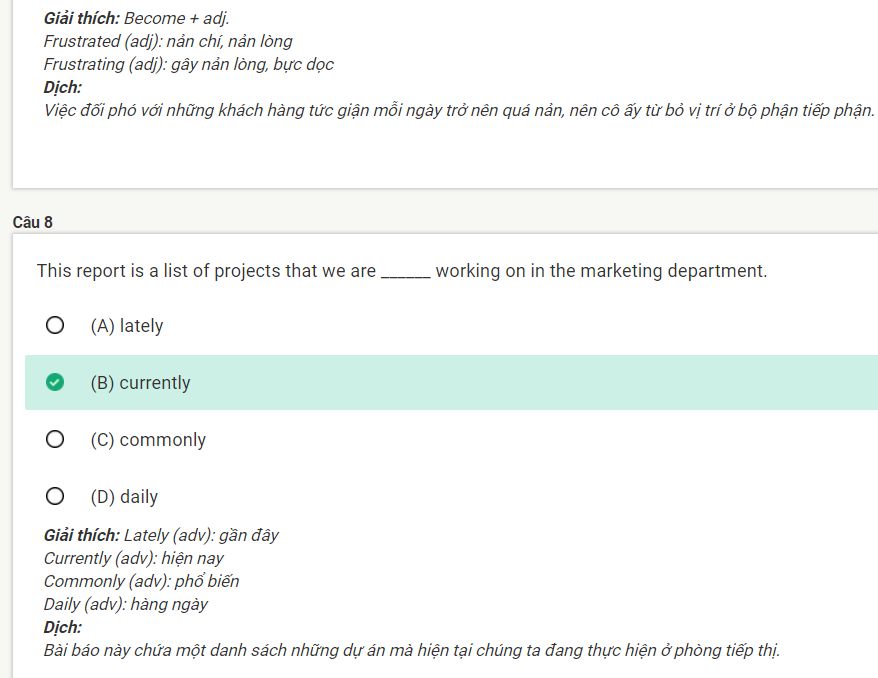 Giải thích: Become + adj.
Frustrated (adj): nản chí, nản lòng
Frustrating (adj): gây nản lòng, bực dọc
Dịch:
Việc đối phó với những khách hàng tức giận mỗi ngày trở nên quá nản, nên cô ấy từ bỏ vị trí ở bộ phận tiếp phận.
Câu 8
This report is a list of projects that we are ______ working on in the marketing department.
(A) lately
(B) currently
(C) commonly
(D) daily
Giải thích: Lately (adv): gần đây
Currently (adv): hiện nay
Commonly (adv): phổ biến
Daily (adv): hàng ngày
Dịch:
Bài báo này chứa một danh sách những dự án mà hiện tại chúng ta đang thực hiện ở phòng tiếp thị.